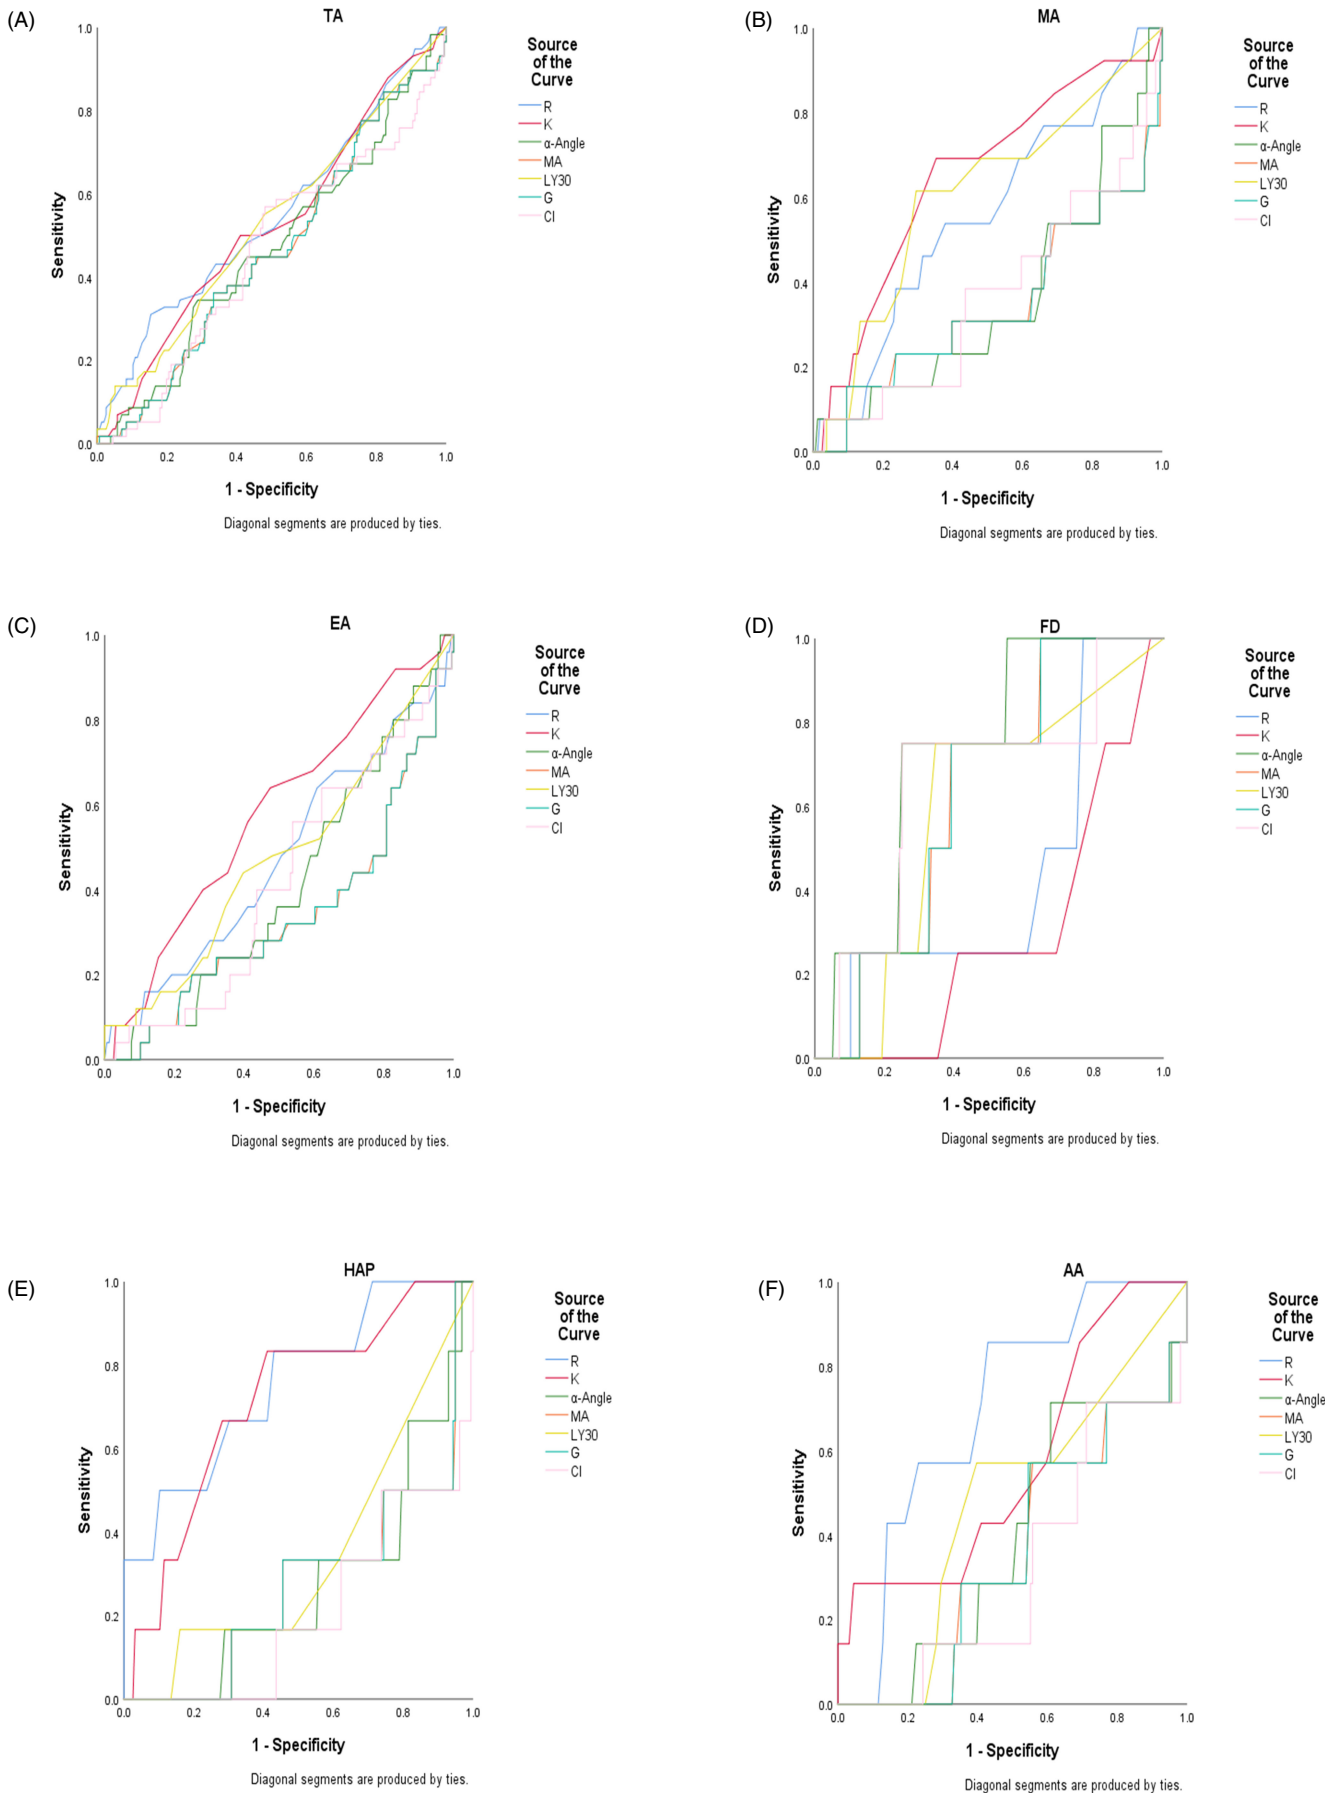 (A)
TA
1.0
0.8
0.6
0.4
0.2
0.0
Sensitivity
0.0 0.2 0.4 0.6 0.8 1.0
1 - Specificity
Diagonal segments are produced by ties.
Source
of the
Curve
R
K
α-Angle
MA
LY30
G
CI
(B)
MA
1.0
0.8
0.6
0.4
0.2
0.0
Sensitivity
0.0 0.2 0.4 0.6 0.8 1.0
1 - Specificity
Diagonal segments are produced by ties.
Source
of the
Curve
R
K
α-Angle
MA
LY30
G
CI
(C)
EA
1.0
0.8
0.6
0.4
0.2
0.0
Sensitivity
0.0 0.2 0.4 0.6 0.8 1.0
1 - Specificity
Diagonal segments are produced by ties.
Source
of the
Curve
R
K
α-Angle
MA
LY30
G
CI
(D)
FD
1.0
0.8
0.6
0.4
0.2
0.0
Sensitivity
0.0 0.2 0.4 0.6 0.8 1.0
1 - Specificity
Diagonal segments are produced by ties.
Source
of the
Curve
R
K
α-Angle
MA
LY30
G
CI
(E)
HAP
1.0
0.8
0.6
0.4
0.2
0.0
Sensitivity
0.0 0.2 0.4 0.6 0.8 1.0
1 - Specificity
Diagonal segments are produced by ties.
Source
of the
Curve
R
K
α-Angle
MA
LY30
G
CI
(F)
AA
1.0
0.8
0.6
0.4
0.2
0.0
Sensitivity
0.0 0.2 0.4 0.6 0.8 1.0
1 - Specificity
Diagonal segments are produced by ties.
Source
of the
Curve
R
K
α-Angle
MA
LY30
G
CI